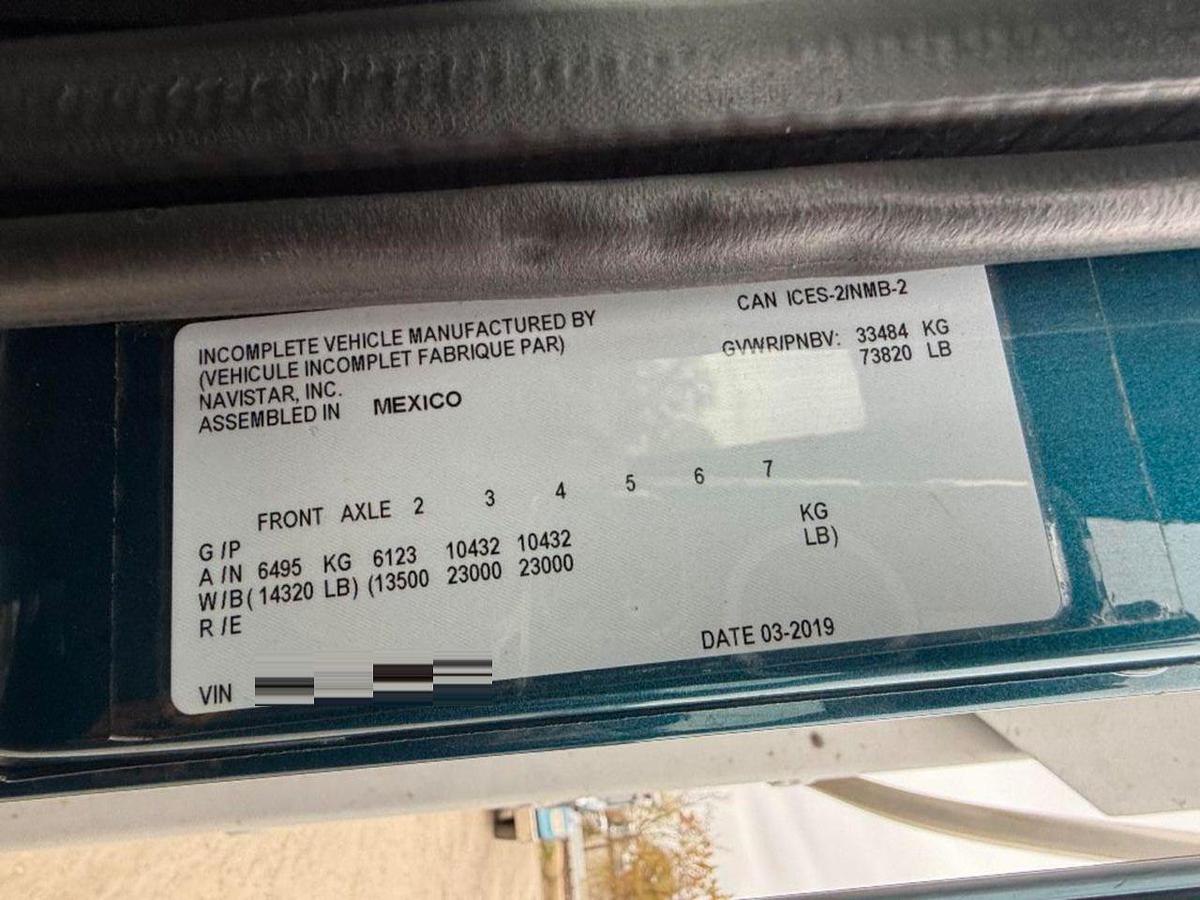 INCOMPLETE VEHICLE MANUFACTURED BY
(VEHICULE INCOMPLET FABRIQUE PAR)
NAVISTAR, INC.
ASSEMBLED IN MEXICO
CAN ICES-2/NMB-2
GVWR/PNBV: 33484 KG
73820 LB
FRONT AXLE 2 3 4 5 6 7
G/P
A/N 6495 KG 6123 10432 10432 KG
W/B (14320 LB) (13500 23000 23000 LB)
R/E
DATE 03-2019
VIN